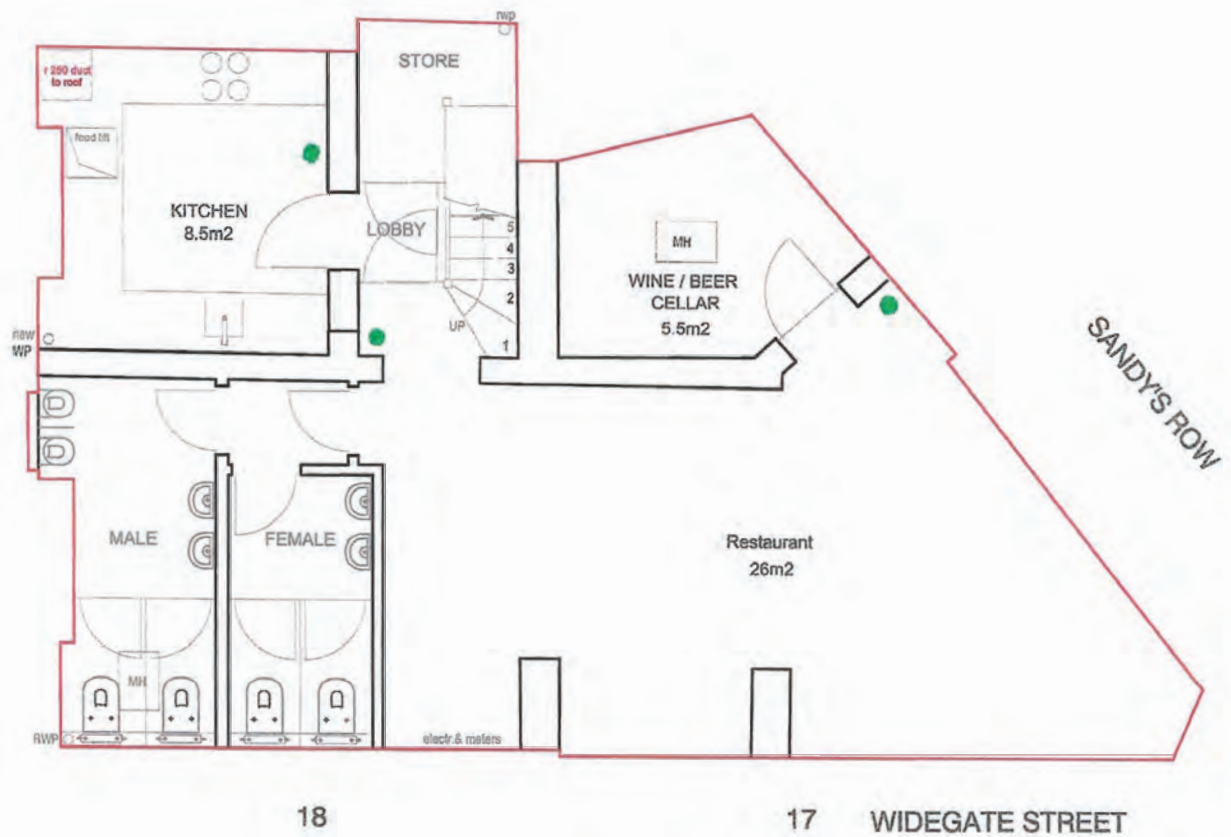 rwp
STORE
r 250 duct
to roof
food lift
KITCHEN
8.5m2
LOBBY
5
4
3
2
1
UP
MH
WINE / BEER
CELLAR
5.5m2
new
RWP
SANDY'S ROW
MALE
FEMALE
Restaurant
26m2
MH
RWP
electr.& meters
18
17
WIDEGATE STREET